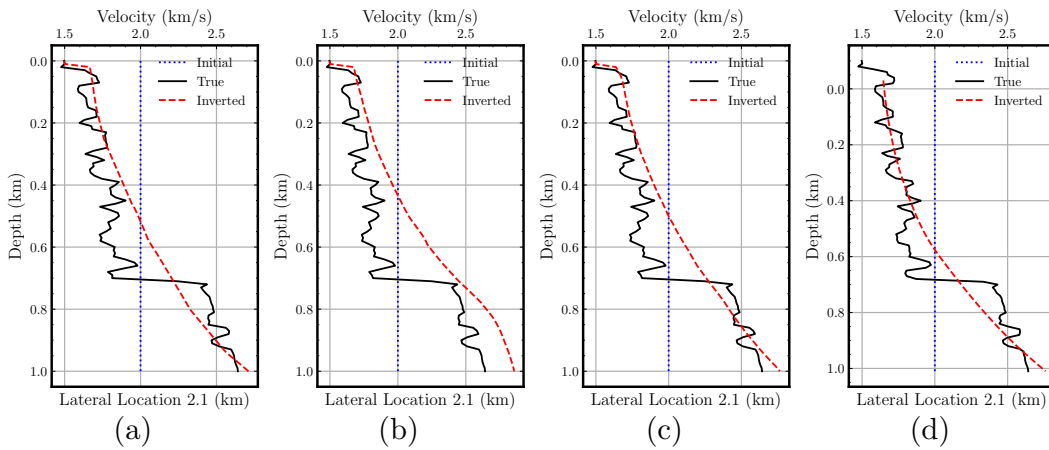 Velocity (km/s)
1.5 2.0 2.5
Depth (km)
0.0
0.2
0.4
0.6
0.8
1.0
Initial
True
Inverted
Lateral Location 2.1 (km)
(a)
Velocity (km/s)
1.5 2.0 2.5
Depth (km)
0.0
0.2
0.4
0.6
0.8
1.0
Initial
True
Inverted
Lateral Location 2.1 (km)
(b)
Velocity (km/s)
1.5 2.0 2.5
Depth (km)
0.0
0.2
0.4
0.6
0.8
1.0
Initial
True
Inverted
Lateral Location 2.1 (km)
(c)
Velocity (km/s)
1.5 2.0 2.5
Depth (km)
0.0
0.2
0.4
0.6
0.8
1.0
Initial
True
Inverted
Lateral Location 2.1 (km)
(d)